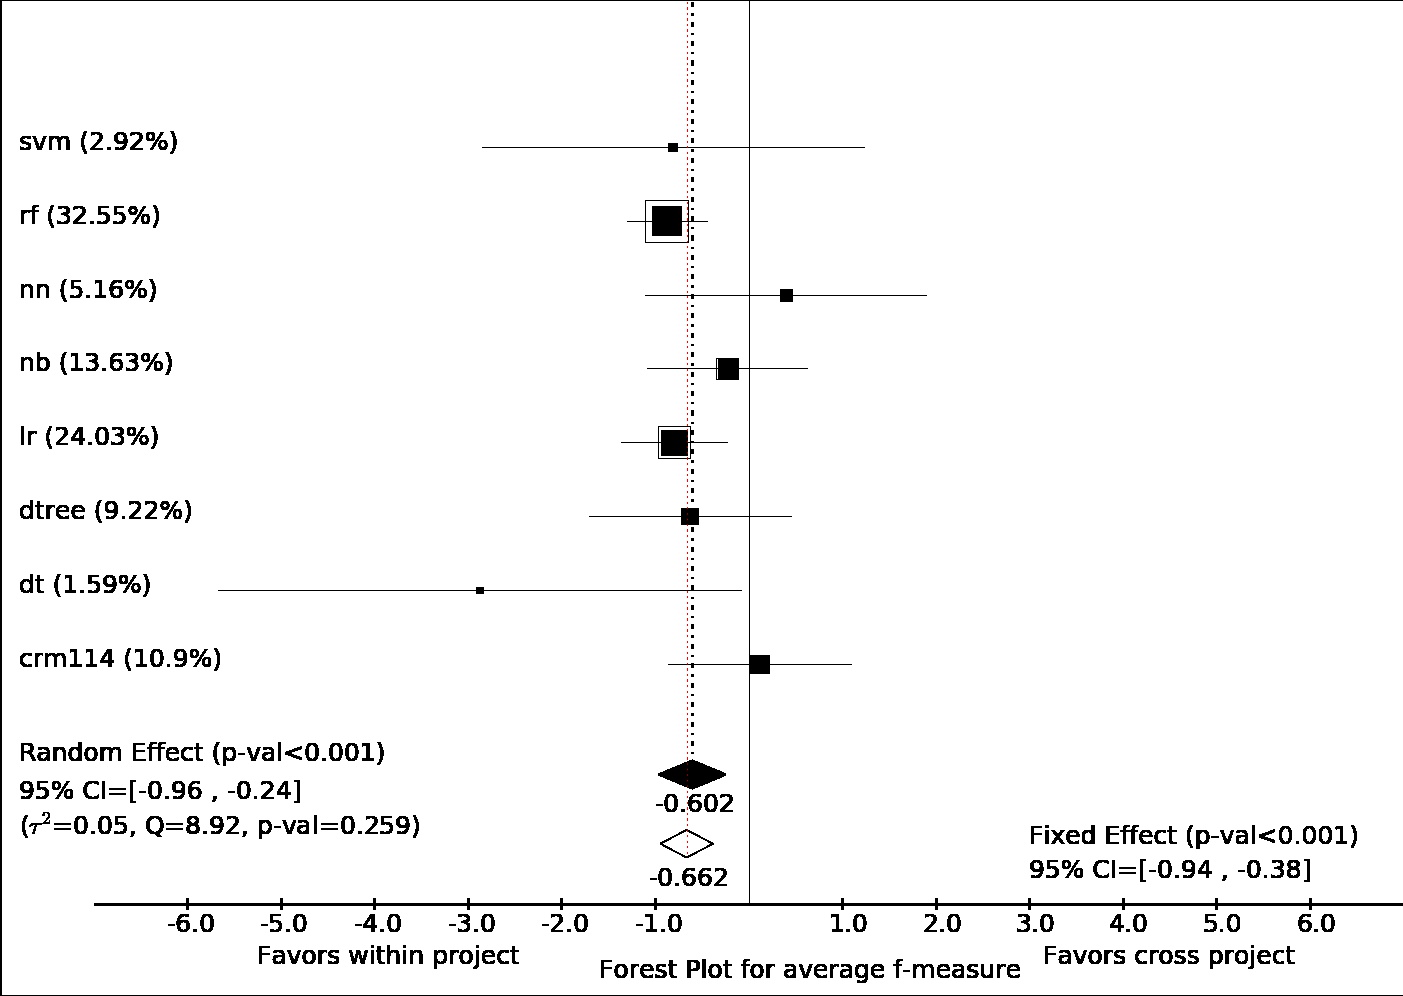 svm (2.92%)
rf (32.55%)
nn (5.16%)
nb (13.63%)
lr (24.03%)
dtree (9.22%)
dt (1.59%)
crm114 (10.9%)
Random Effect (p-val<0.001)
95% CI=[-0.96 , -0.24]
(τ²=0.05, Q=8.92, p-val=0.259)
-0.602
-0.662
Fixed Effect (p-val<0.001)
95% CI=[-0.94 , -0.38]
-6.0 -5.0 -4.0 -3.0 -2.0 -1.0 1.0 2.0 3.0 4.0 5.0 6.0
Favors within project
Favors cross project
Forest Plot for average f-measure